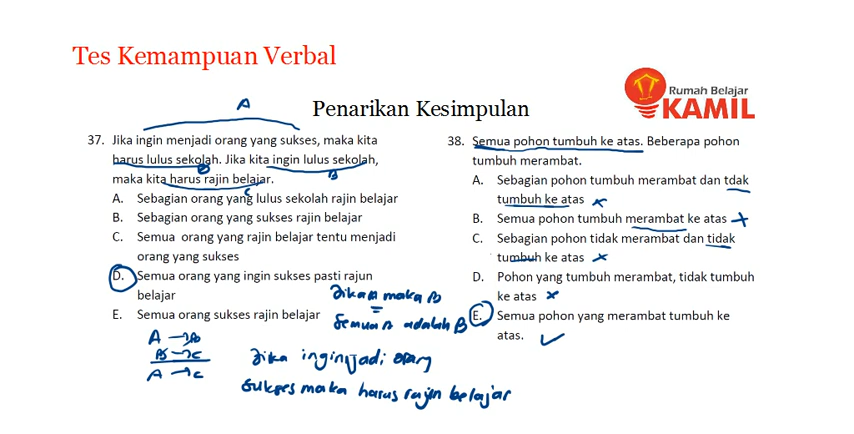 Tes Kemampuan Verbal
Rumah Belajar
KAMIL
A
Penarikan Kesimpulan
37. Jika ingin menjadi orang yang sukses, maka kita
harus lulus sekolah. Jika kita ingin lulus sekolah,
B
B
maka kita harus rajin belajar.
C
A. Sebagian orang yang lulus sekolah rajin belajar
B. Sebagian orang yang sukses rajin belajar
C. Semua orang yang rajin belajar tentu menjadi
orang yang sukses
D. Semua orang yang ingin sukses pasti rajun
belajar
E. Semua orang sukses rajin belajar
Jika A maka B
=
Semua A adalah B
A → B
B → C
A → C
Jika ingin jadi orang
sukses maka harus rajin belajar
38. Semua pohon tumbuh ke atas. Beberapa pohon
tumbuh merambat.
A. Sebagian pohon tumbuh merambat dan tdak
tumbuh ke atas x
B. Semua pohon tumbuh merambat ke atas x
C. Sebagian pohon tidak merambat dan tidak
tumbuh ke atas x
D. Pohon yang tumbuh merambat, tidak tumbuh
ke atas x
E. Semua pohon yang merambat tumbuh ke
atas. ✓